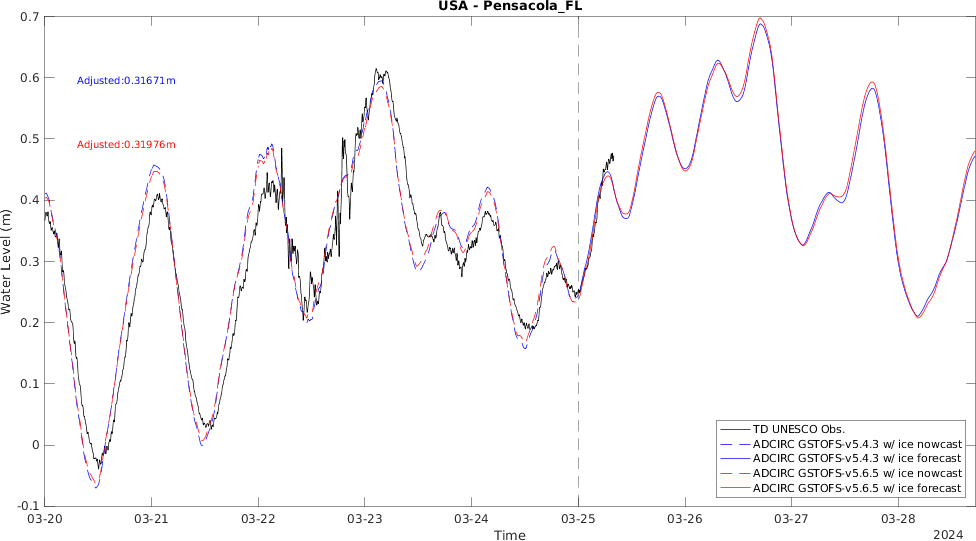 USA - Pensacola_FL
0.7
0.6
0.5
0.4
0.3
0.2
0.1
0
-0.1
Water Level (m)
Adjusted:0.31671m
Adjusted:0.31976m
TD UNESCO Obs.
ADCIRC GSTOFS-v5.4.3 w/ ice nowcast
ADCIRC GSTOFS-v5.4.3 w/ ice forecast
ADCIRC GSTOFS-v5.6.5 w/ ice nowcast
ADCIRC GSTOFS-v5.6.5 w/ ice forecast
03-20 03-21 03-22 03-23 03-24 03-25 03-26 03-27 03-28
Time
2024